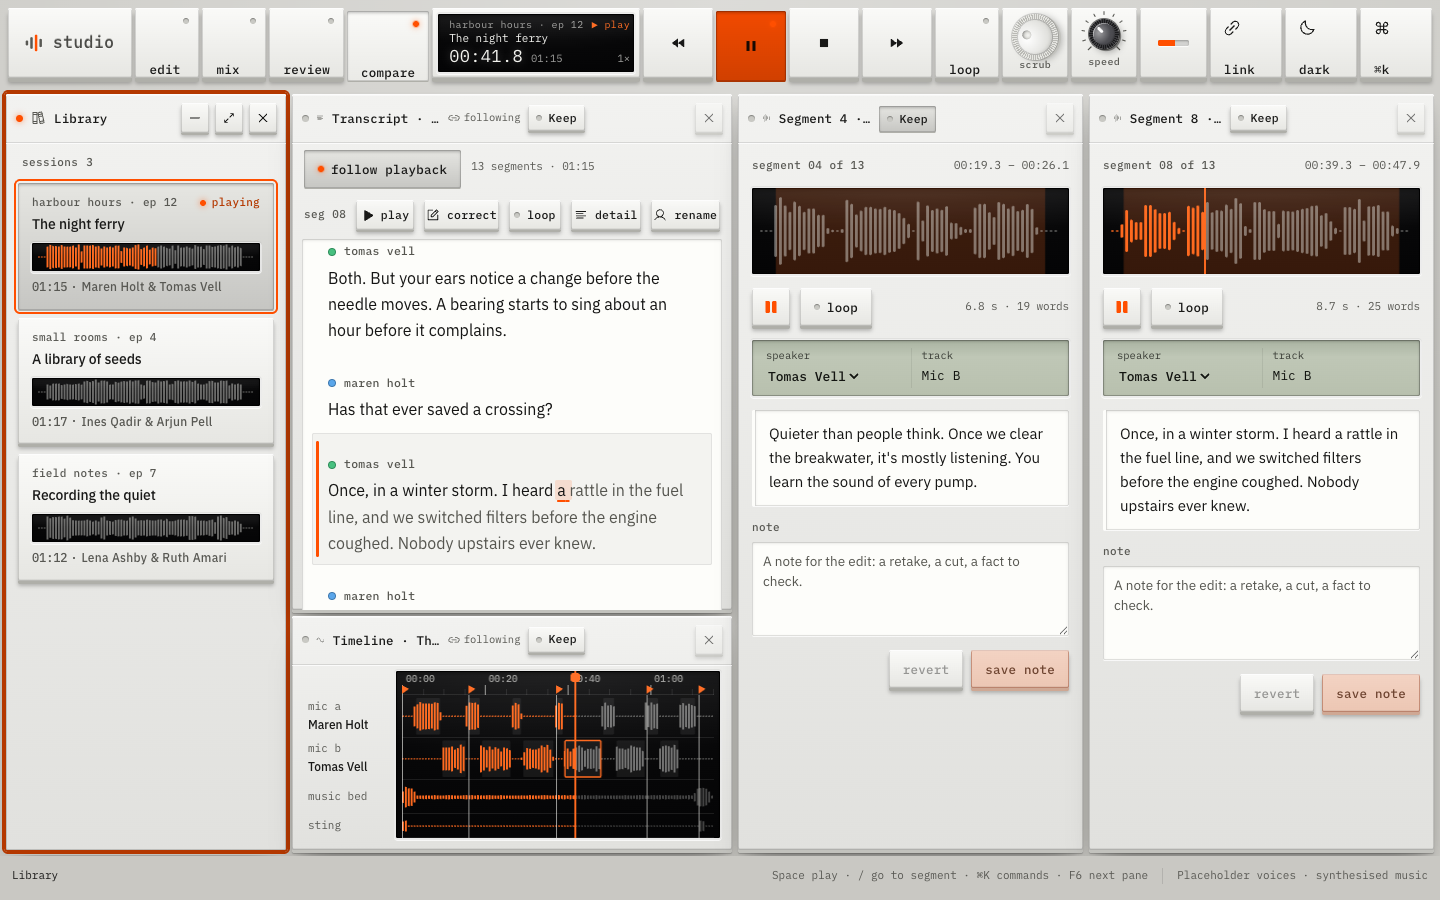 studio
edit
mix
review
compare
harbour hours · ep 12 ▶ play
The night ferry
00:41.8 01:15 1×
loop
scrub
speed
link
dark
⌘k
Library
sessions 3
harbour hours · ep 12 playing
The night ferry
01:15 · Maren Holt & Tomas Vell
small rooms · ep 4
A library of seeds
01:17 · Ines Qadir & Arjun Pell
field notes · ep 7
Recording the quiet
01:12 · Lena Ashby & Ruth Amari
Transcript · … following Keep
follow playback 13 segments · 01:15
seg 08 play correct loop detail rename
tomas vell
Both. But your ears notice a change before the
needle moves. A bearing starts to sing about an
hour before it complains.
maren holt
Has that ever saved a crossing?
tomas vell
Once, in a winter storm. I heard a rattle in the fuel
line, and we switched filters before the engine
coughed. Nobody upstairs ever knew.
maren holt
Timeline · Th… following Keep
00:00 00:20 0:40 01:00
mic a
Maren Holt
mic b
Tomas Vell
music bed
sting
Segment 4 ·… Keep
segment 04 of 13 00:19.3 – 00:26.1
loop 6.8 s · 19 words
speaker track
Tomas Vell Mic B
Quieter than people think. Once we clear
the breakwater, it's mostly listening. You
learn the sound of every pump.
note
A note for the edit: a retake, a cut, a fact to
check.
revert save note
Segment 8 ·… Keep
segment 08 of 13 00:39.3 – 00:47.9
loop 8.7 s · 25 words
speaker track
Tomas Vell Mic B
Once, in a winter storm. I heard a rattle in
the fuel line, and we switched filters
before the engine coughed. Nobody
upstairs ever knew.
note
A note for the edit: a retake, a cut, a fact to
check.
revert save note
Library
Space play · / go to segment · ⌘K commands · F6 next pane
Placeholder voices · synthesised music